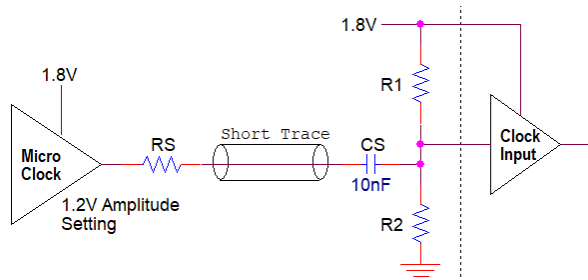 1.8V
R1
1.8V
RS
Short Trace
CS
Micro
Clock
Clock
Input
10nF
1.2V Amplitude
Setting
R2